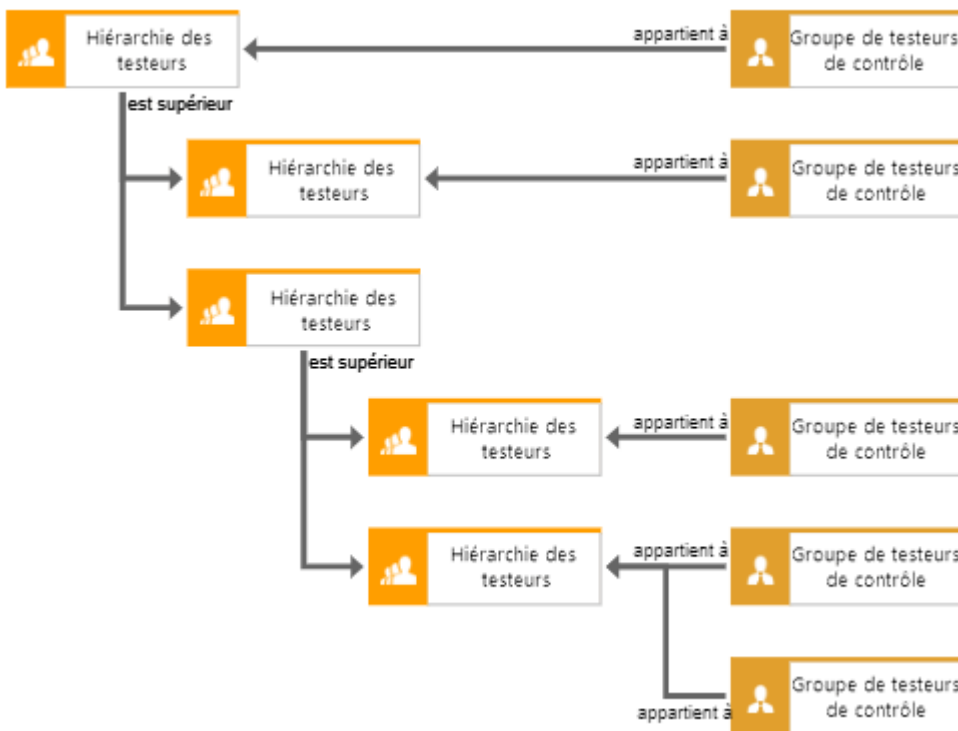 Hiérarchie des
testeurs
appartient à
Groupe de testeurs
de contrôle
est supérieur
Hiérarchie des
testeurs
appartient à
Groupe de testeurs
de contrôle
Hiérarchie des
testeurs
est supérieur
Hiérarchie des
testeurs
appartient à
Groupe de testeurs
de contrôle
Hiérarchie des
testeurs
appartient à
Groupe de testeurs
de contrôle
appartient à
Groupe de testeurs
de contrôle